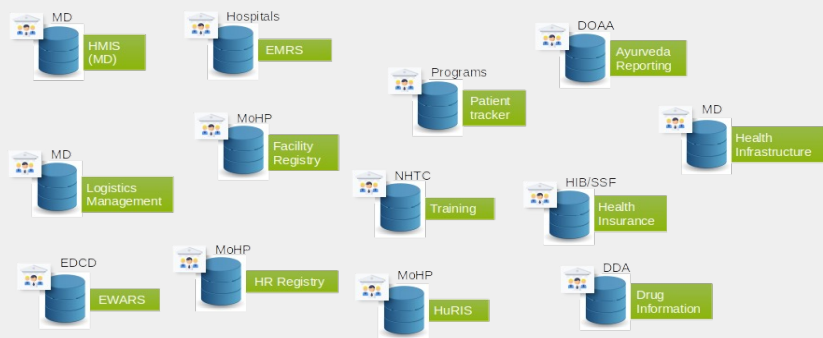 MD
HMIS
(MD)
Hospitals
EMRS
Programs
Patient
tracker
DOAA
Ayurveda
Reporting
MD
Health
Infrastructure
MD
Logistics
Management
MoHP
Facility
Registry
NHTC
Training
HIB/SSF
Health
Insurance
EDCD
EWARS
MoHP
HR Registry
MoHP
HuRIS
DDA
Drug
Information